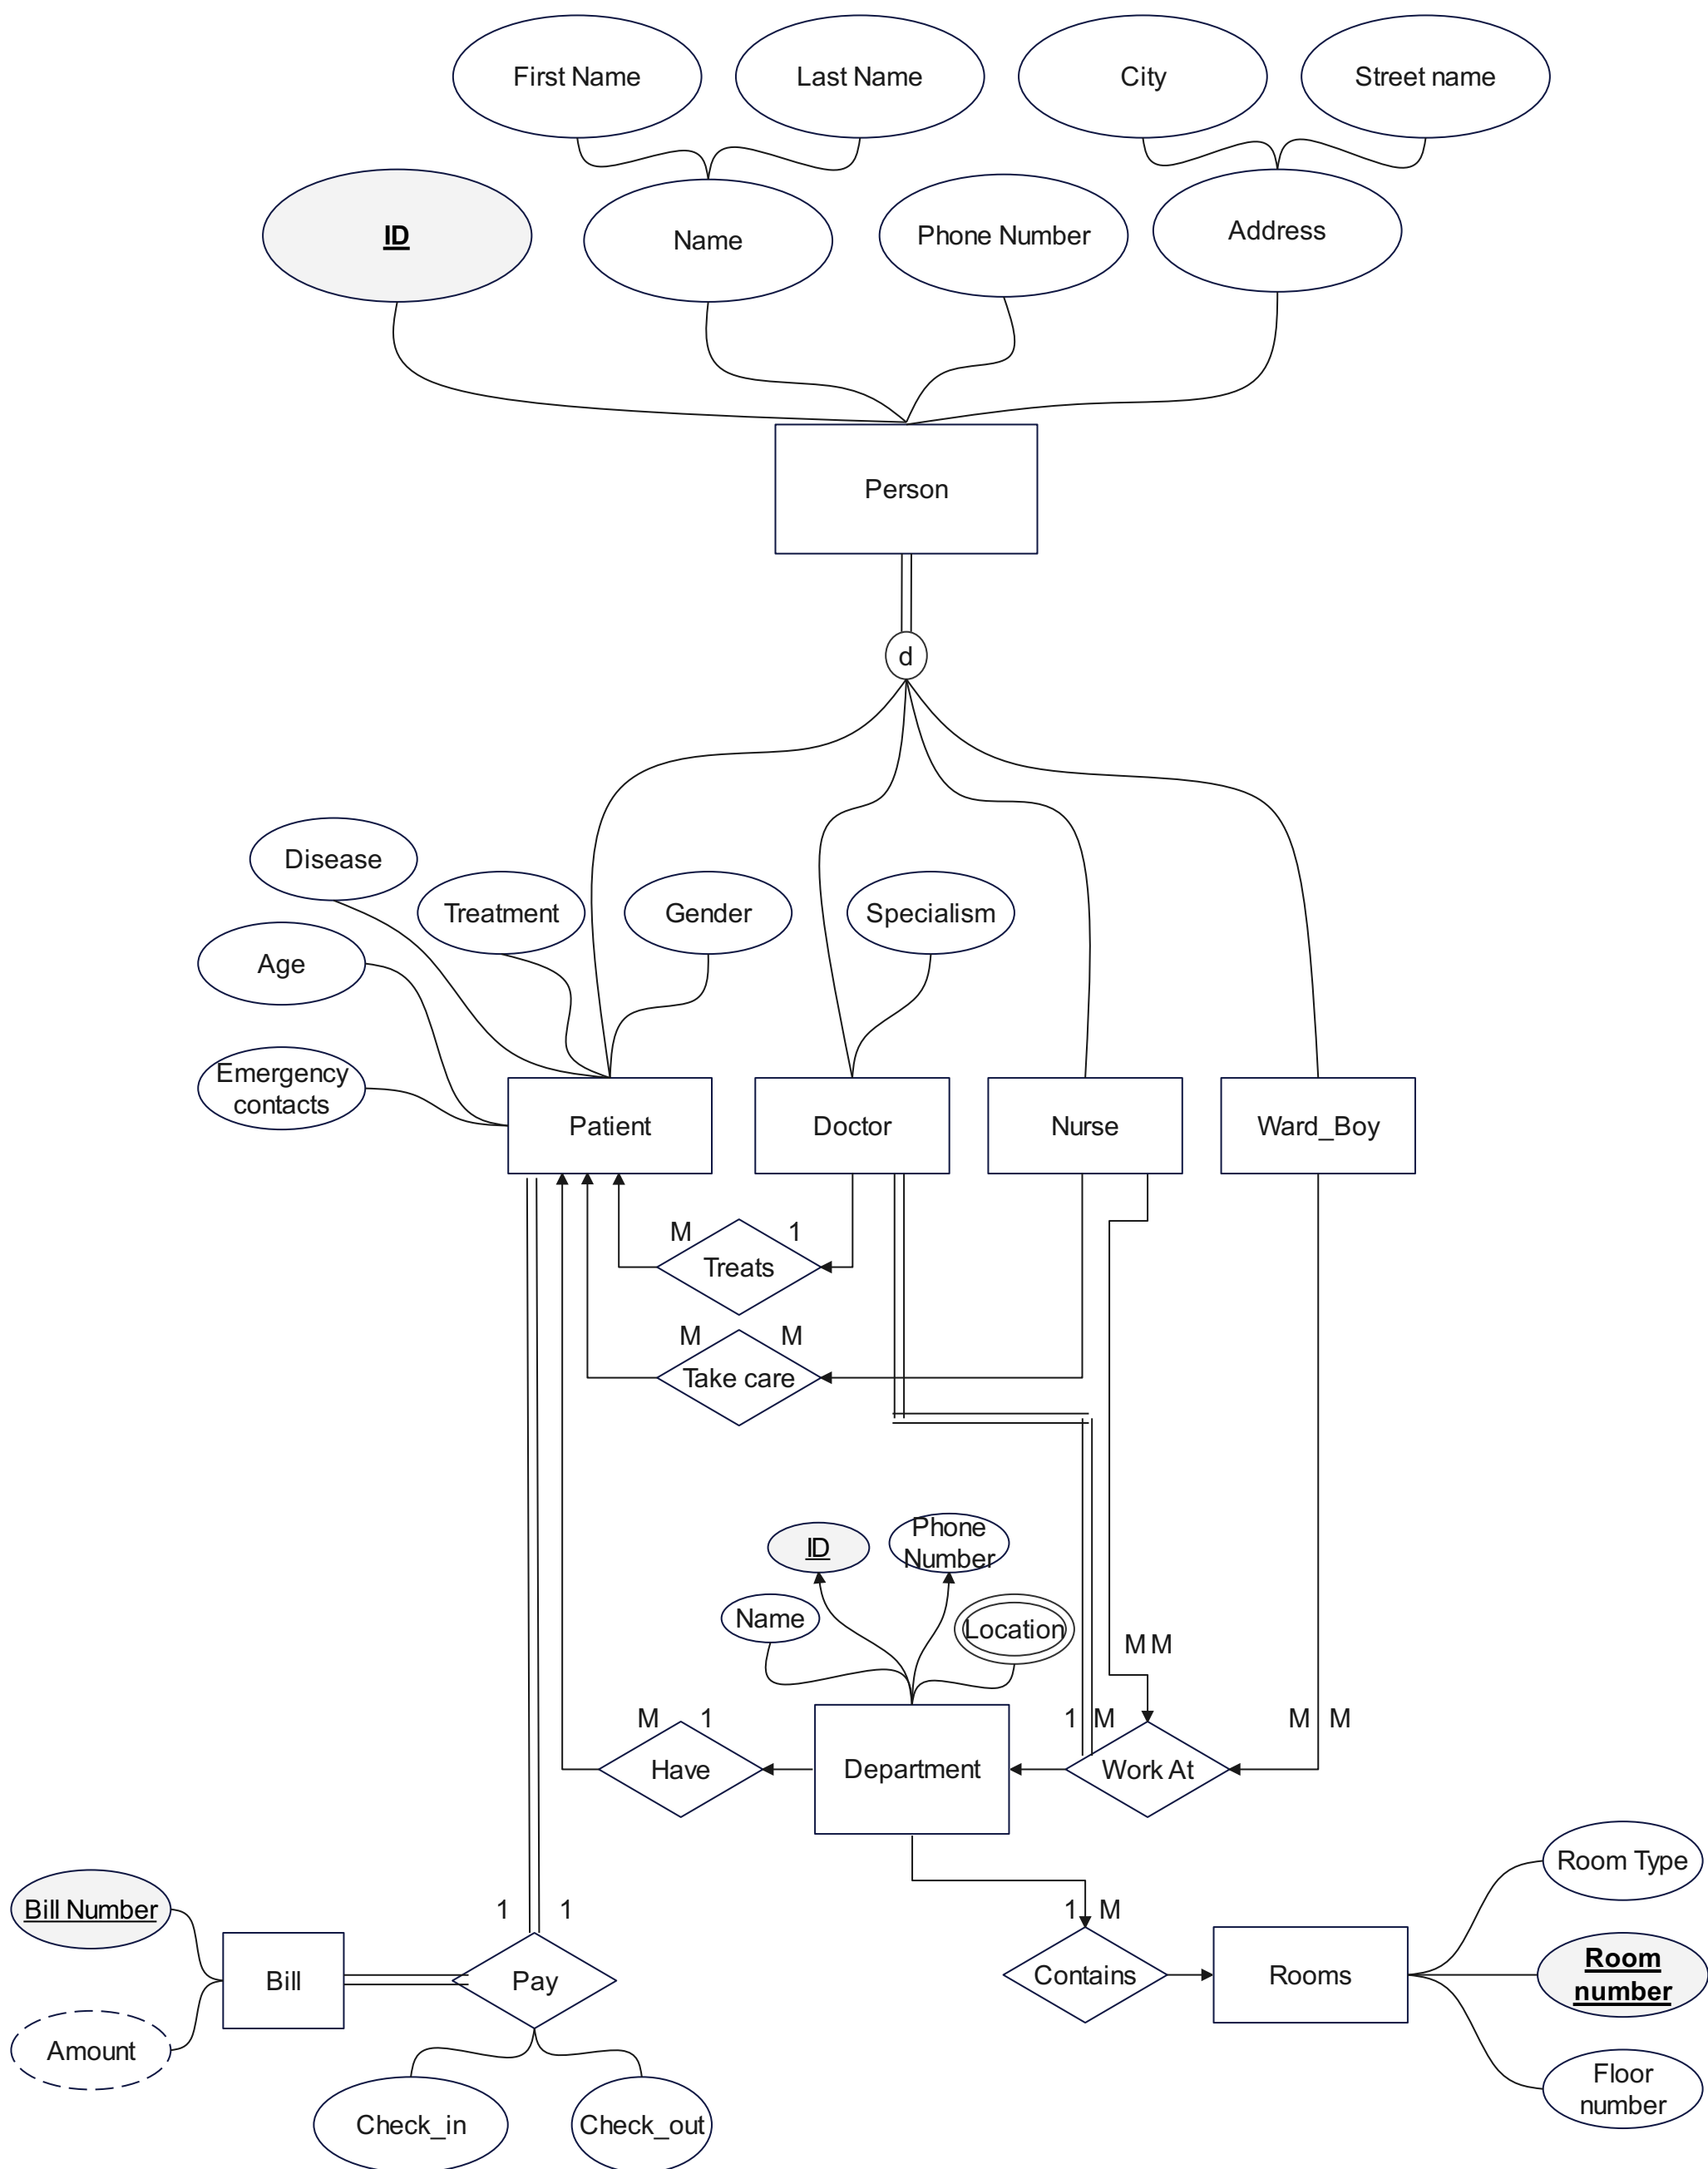 First Name
Last Name
City
Street name
ID
Name
Phone Number
Address
Person
d
Disease
Treatment
Gender
Specialism
Age
Emergency
contacts
Patient
Doctor
Nurse
Ward_Boy
M
1
Treats
M
M
Take care
ID
Phone
Number
Name
Location
M M
M
1
1
M
M
M
Have
Department
Work At
Room Type
Bill Number
1
1
1
M
Bill
Pay
Contains
Rooms
Room
number
Amount
Floor
number
Check_in
Check_out